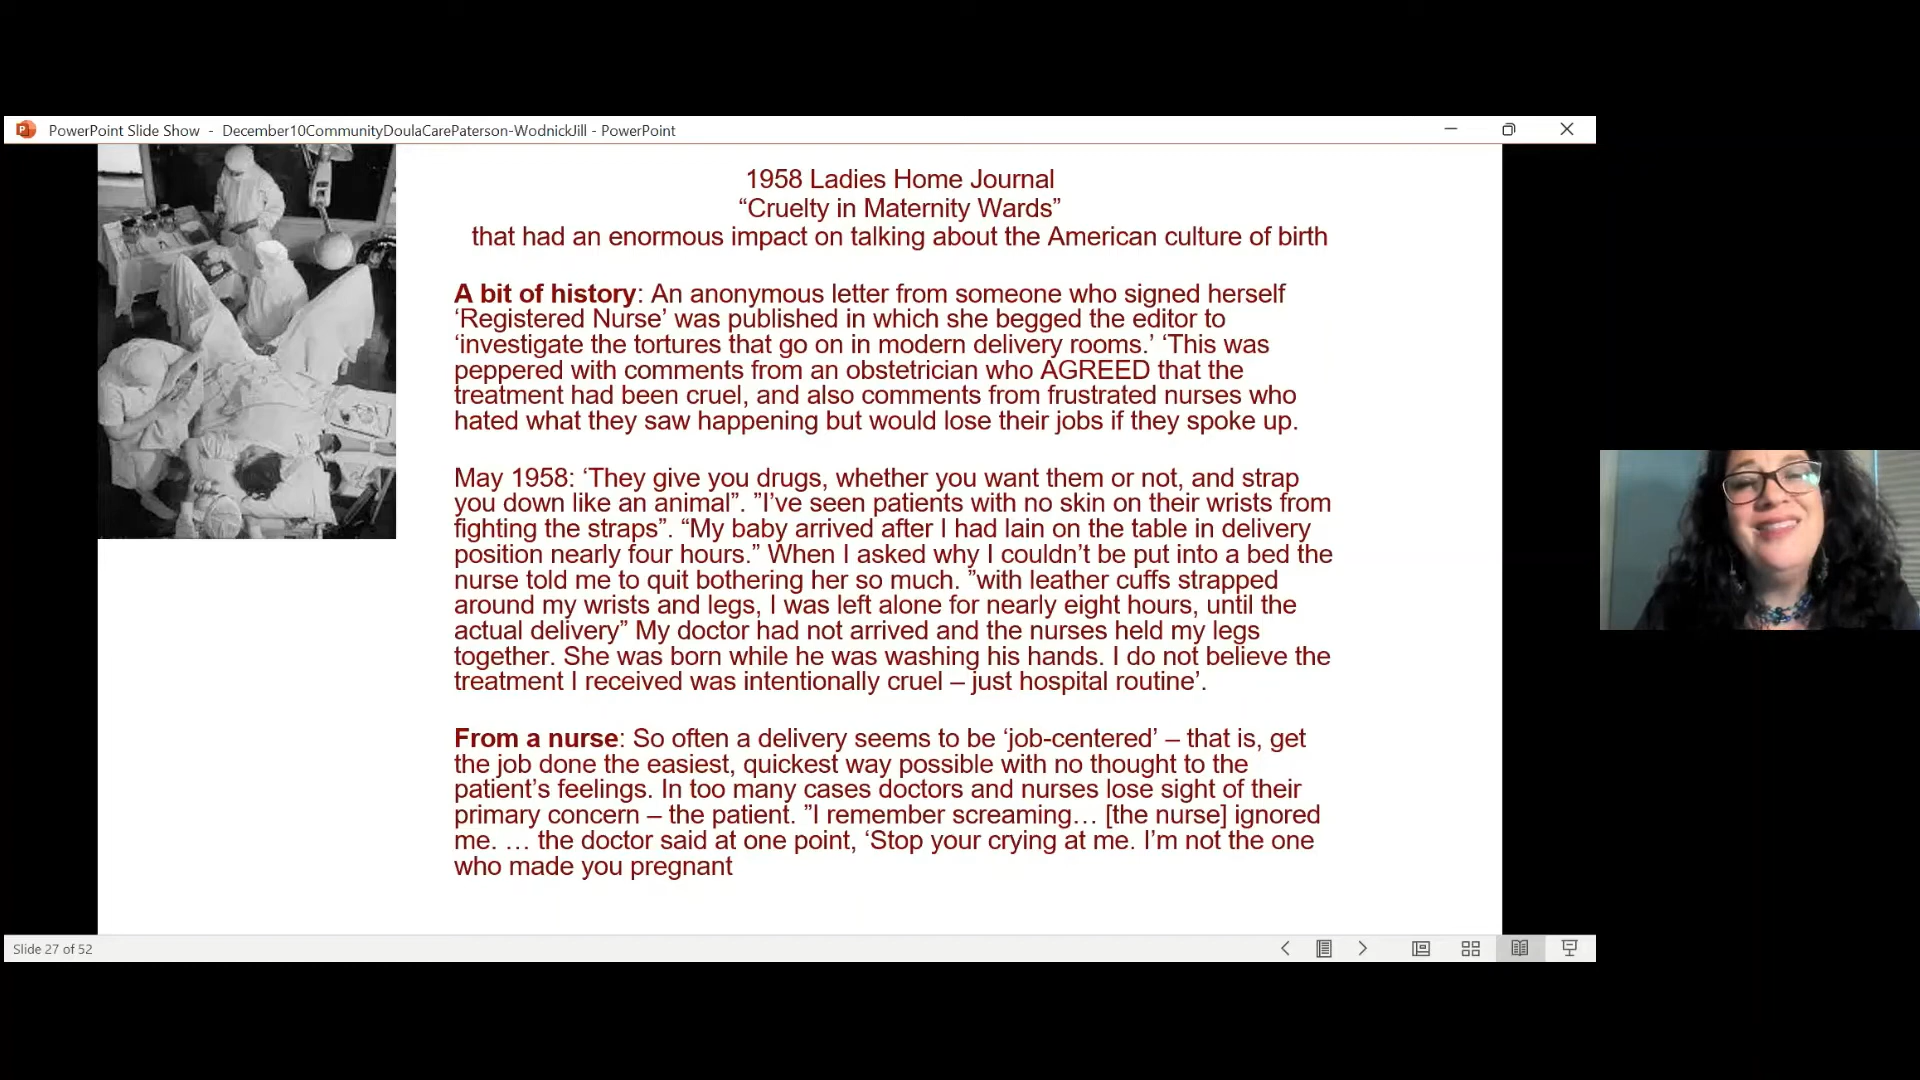 PowerPoint Slide Show - December10CommunityDoulaCarePaterson-WodnickJill - PowerPoint
1958 Ladies Home Journal
“Cruelty in Maternity Wards”
that had an enormous impact on talking about the American culture of birth
A bit of history: An anonymous letter from someone who signed herself
‘Registered Nurse’ was published in which she begged the editor to
‘investigate the tortures that go on in modern delivery rooms.’ ‘This was
peppered with comments from an obstetrician who AGREED that the
treatment had been cruel, and also comments from frustrated nurses who
hated what they saw happening but would lose their jobs if they spoke up.
May 1958: ‘They give you drugs, whether you want them or not, and strap
you down like an animal”. ”I’ve seen patients with no skin on their wrists from
fighting the straps”. “My baby arrived after I had lain on the table in delivery
position nearly four hours.” When I asked why I couldn’t be put into a bed the
nurse told me to quit bothering her so much. ”with leather cuffs strapped
around my wrists and legs, I was left alone for nearly eight hours, until the
actual delivery” My doctor had not arrived and the nurses held my legs
together. She was born while he was washing his hands. I do not believe the
treatment I received was intentionally cruel – just hospital routine’.
From a nurse: So often a delivery seems to be ‘job-centered’ – that is, get
the job done the easiest, quickest way possible with no thought to the
patient’s feelings. In too many cases doctors and nurses lose sight of their
primary concern – the patient. ”I remember screaming… [the nurse] ignored
me. … the doctor said at one point, ‘Stop your crying at me. I’m not the one
who made you pregnant
Slide 27 of 52